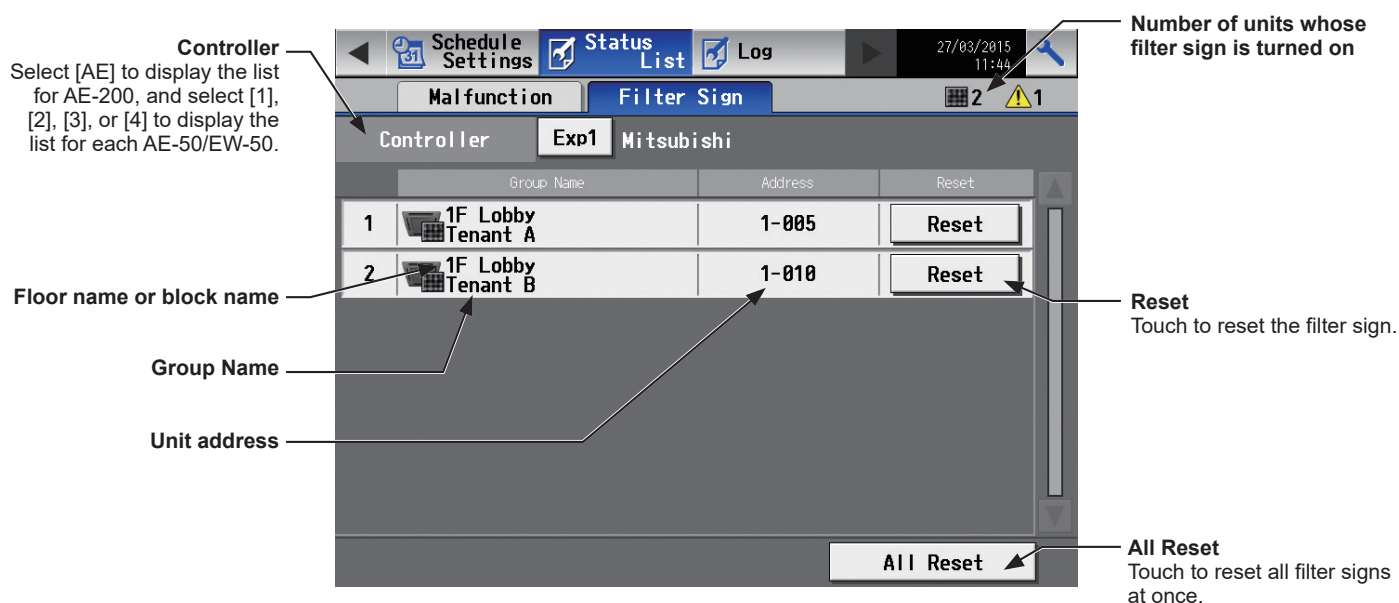 Controller
Select [AE] to display the list
for AE-200, and select [1],
[2], [3], or [4] to display the
list for each AE-50/EW-50.
Floor name or block name
Group Name
Unit address
Schedule
Settings
Status
List
Log
27/03/2015
11:44
Malfunction
Filter Sign
2
1
Controller
Exp1
Mitsubishi
Group Name
Address
Reset
1
1F Lobby
Tenant A
1-005
Reset
2
1F Lobby
Tenant B
1-010
Reset
All Reset
Number of units whose
filter sign is turned on
Reset
Touch to reset the filter sign.
All Reset
Touch to reset all filter signs
at once.
31